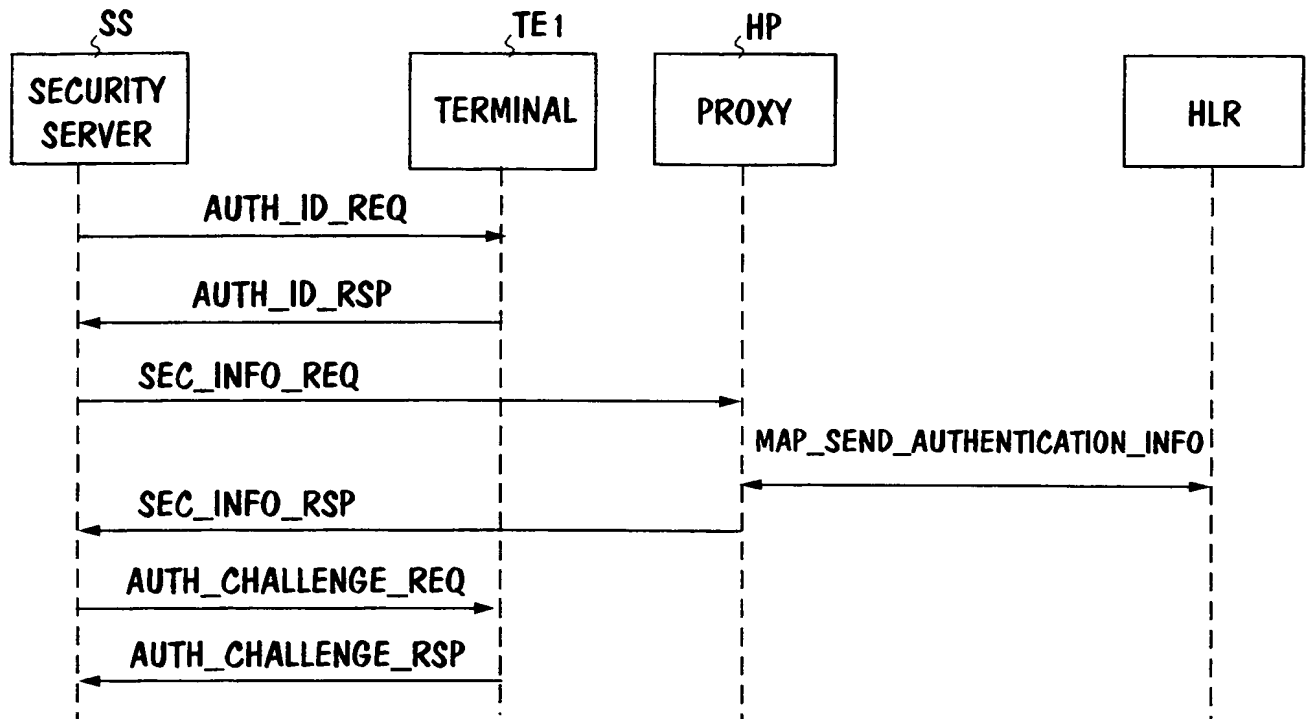 SS
TE1
HP
SECURITY
SERVER
TERMINAL
PROXY
HLR
AUTH_ID_REQ
AUTH_ID_RSP
SEC_INFO_REQ
MAP_SEND_AUTHENTICATION_INFO
SEC_INFO_RSP
AUTH_CHALLENGE_REQ
AUTH_CHALLENGE_RSP